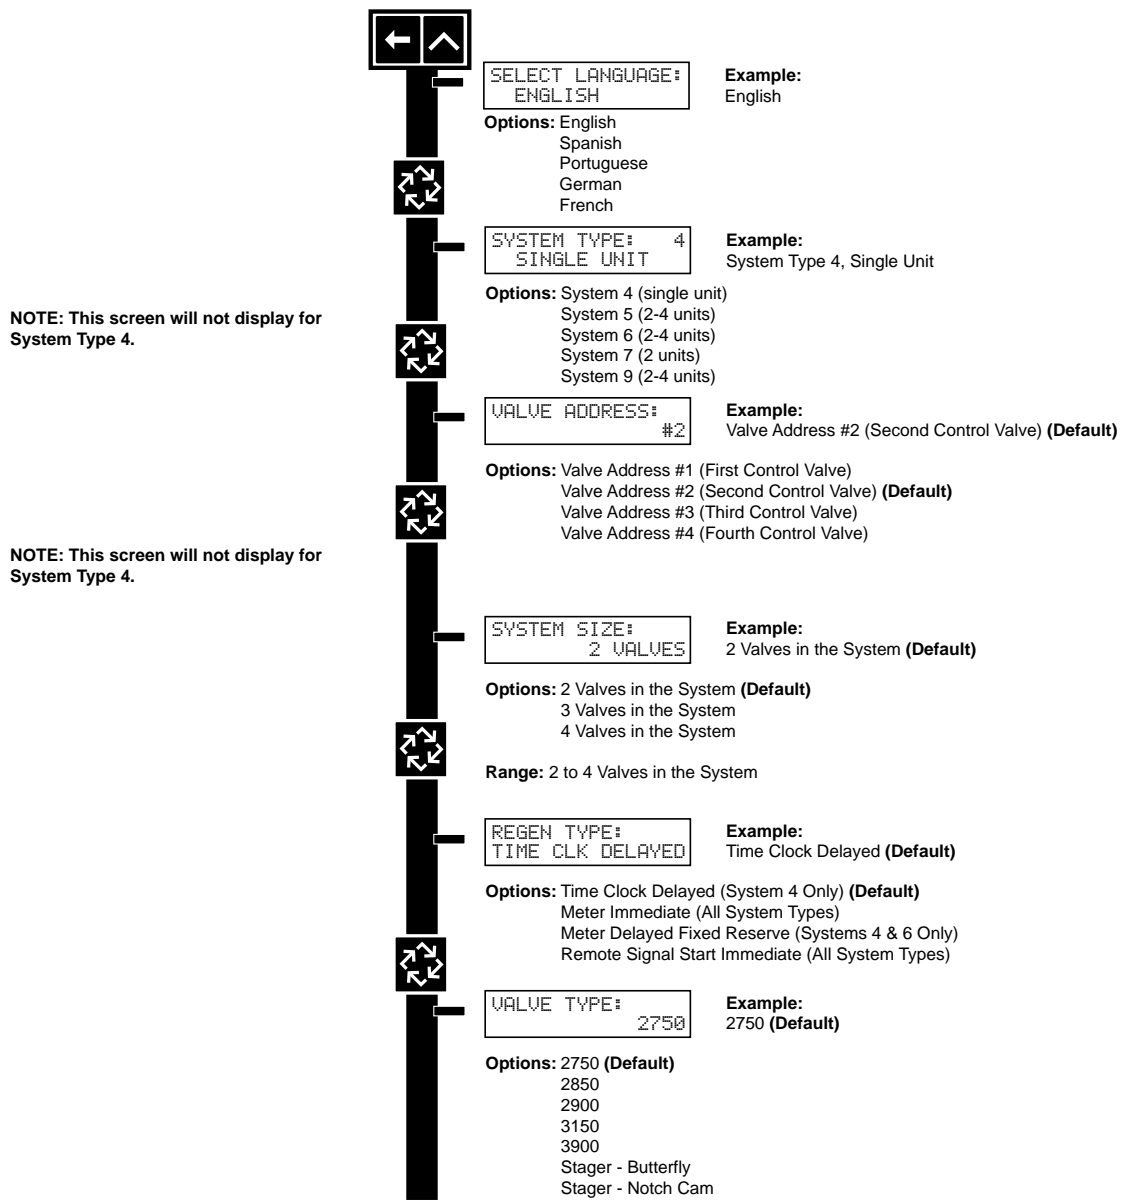 SELECT LANGUAGE:
ENGLISH
Example:
English
Options: English
Spanish
Portuguese
German
French
SYSTEM TYPE: 4
SINGLE UNIT
Example:
System Type 4, Single Unit
Options: System 4 (single unit)
System 5 (2-4 units)
System 6 (2-4 units)
System 7 (2 units)
System 9 (2-4 units)
NOTE: This screen will not display for
System Type 4.
VALVE ADDRESS:
#2
Example:
Valve Address #2 (Second Control Valve) (Default)
Options: Valve Address #1 (First Control Valve)
Valve Address #2 (Second Control Valve) (Default)
Valve Address #3 (Third Control Valve)
Valve Address #4 (Fourth Control Valve)
NOTE: This screen will not display for
System Type 4.
SYSTEM SIZE:
2 VALVES
Example:
2 Valves in the System (Default)
Options: 2 Valves in the System (Default)
3 Valves in the System
4 Valves in the System
Range: 2 to 4 Valves in the System
REGEN TYPE:
TIME CLK DELAYED
Example:
Time Clock Delayed (Default)
Options: Time Clock Delayed (System 4 Only) (Default)
Meter Immediate (All System Types)
Meter Delayed Fixed Reserve (Systems 4 & 6 Only)
Remote Signal Start Immediate (All System Types)
VALVE TYPE:
2750
Example:
2750 (Default)
Options: 2750 (Default)
2850
2900
3150
3900
Stager - Butterfly
Stager - Notch Cam